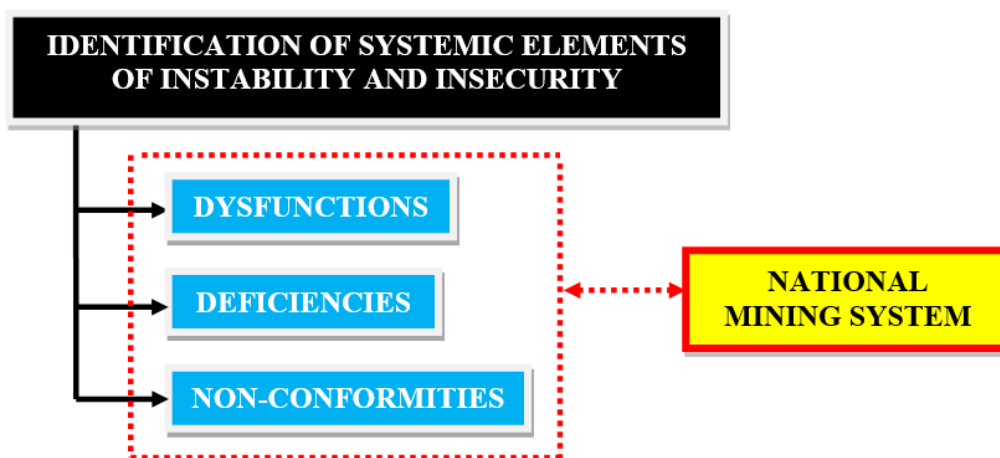 IDENTIFICATION OF SYSTEMIC ELEMENTS
OF INSTABILITY AND INSECURITY
DYSFUNCTIONS
DEFICIENCIES
NON-CONFORMITIES
NATIONAL
MINING SYSTEM